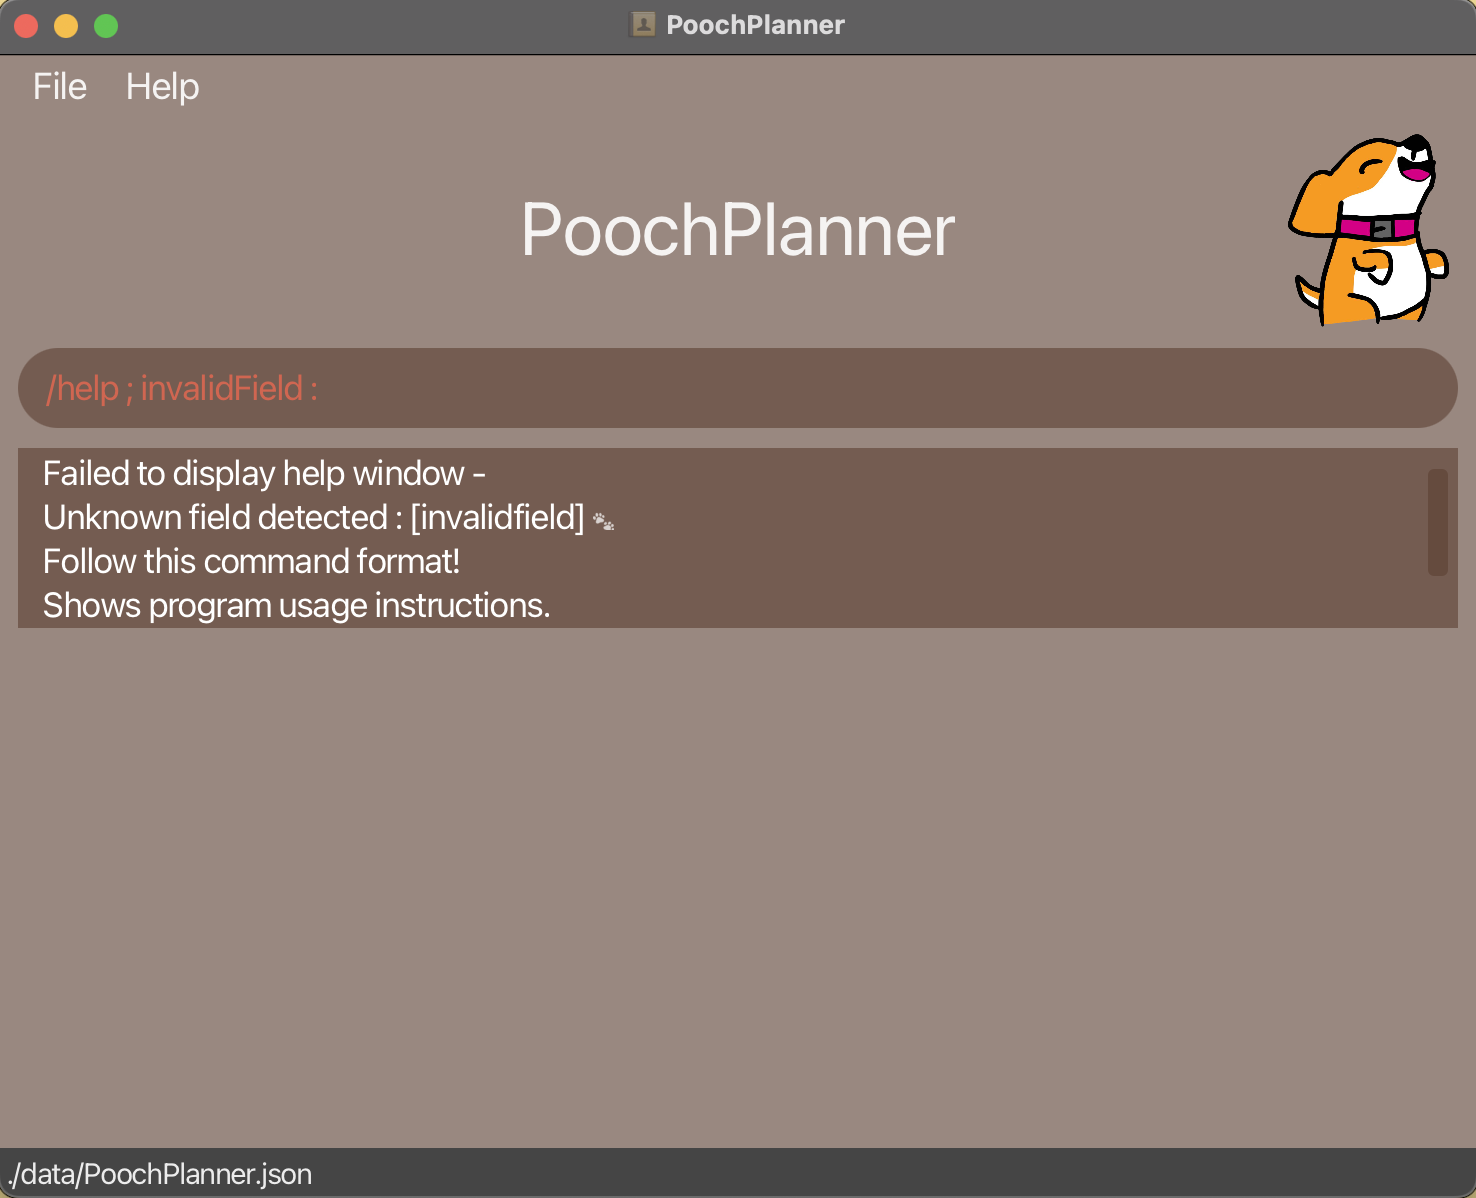 PoochPlanner
File Help
PoochPlanner
/help ; invalidField :
Failed to display help window -
Unknown field detected : [invalidfield] 🐾
Follow this command format!
Shows program usage instructions.
./data/PoochPlanner.json